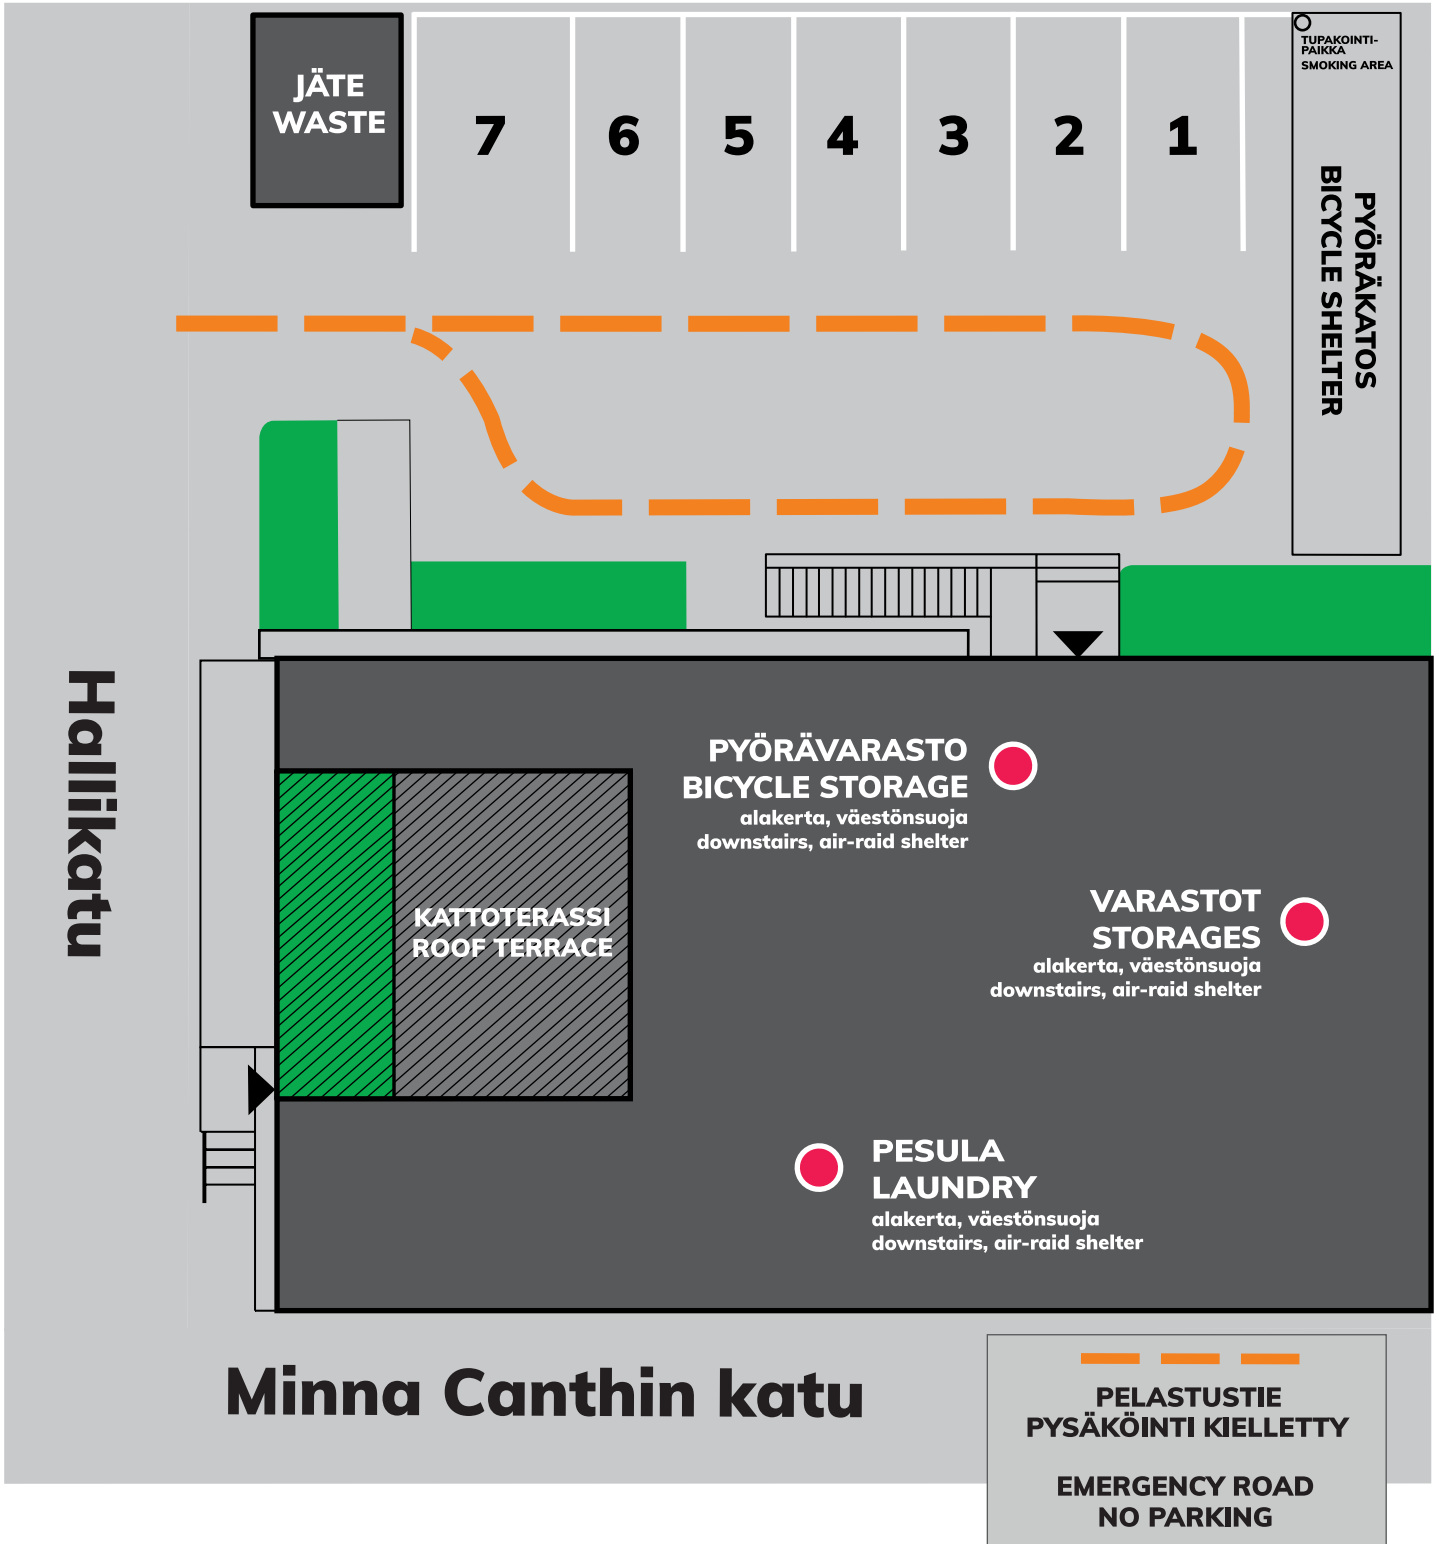 JÄTE
WASTE
7
6
5
4
3
2
1
TUPAKOINTI-
PAIKKA
SMOKING AREA
PYÖRÄKATOS
BICYCLE SHELTER
Hallikatu
PYÖRÄVARASTO
BICYCLE STORAGE
alakerta, väestönsuoja
downstairs, air-raid shelter
KATTOTERASSI
ROOF TERRACE
VARASTOT
STORAGES
alakerta, väestönsuoja
downstairs, air-raid shelter
PESULA
LAUNDRY
alakerta, väestönsuoja
downstairs, air-raid shelter
Minna Canthin katu
PELASTUSTIE
PYSÄKÖINTI KIELLETTY
EMERGENCY ROAD
NO PARKING